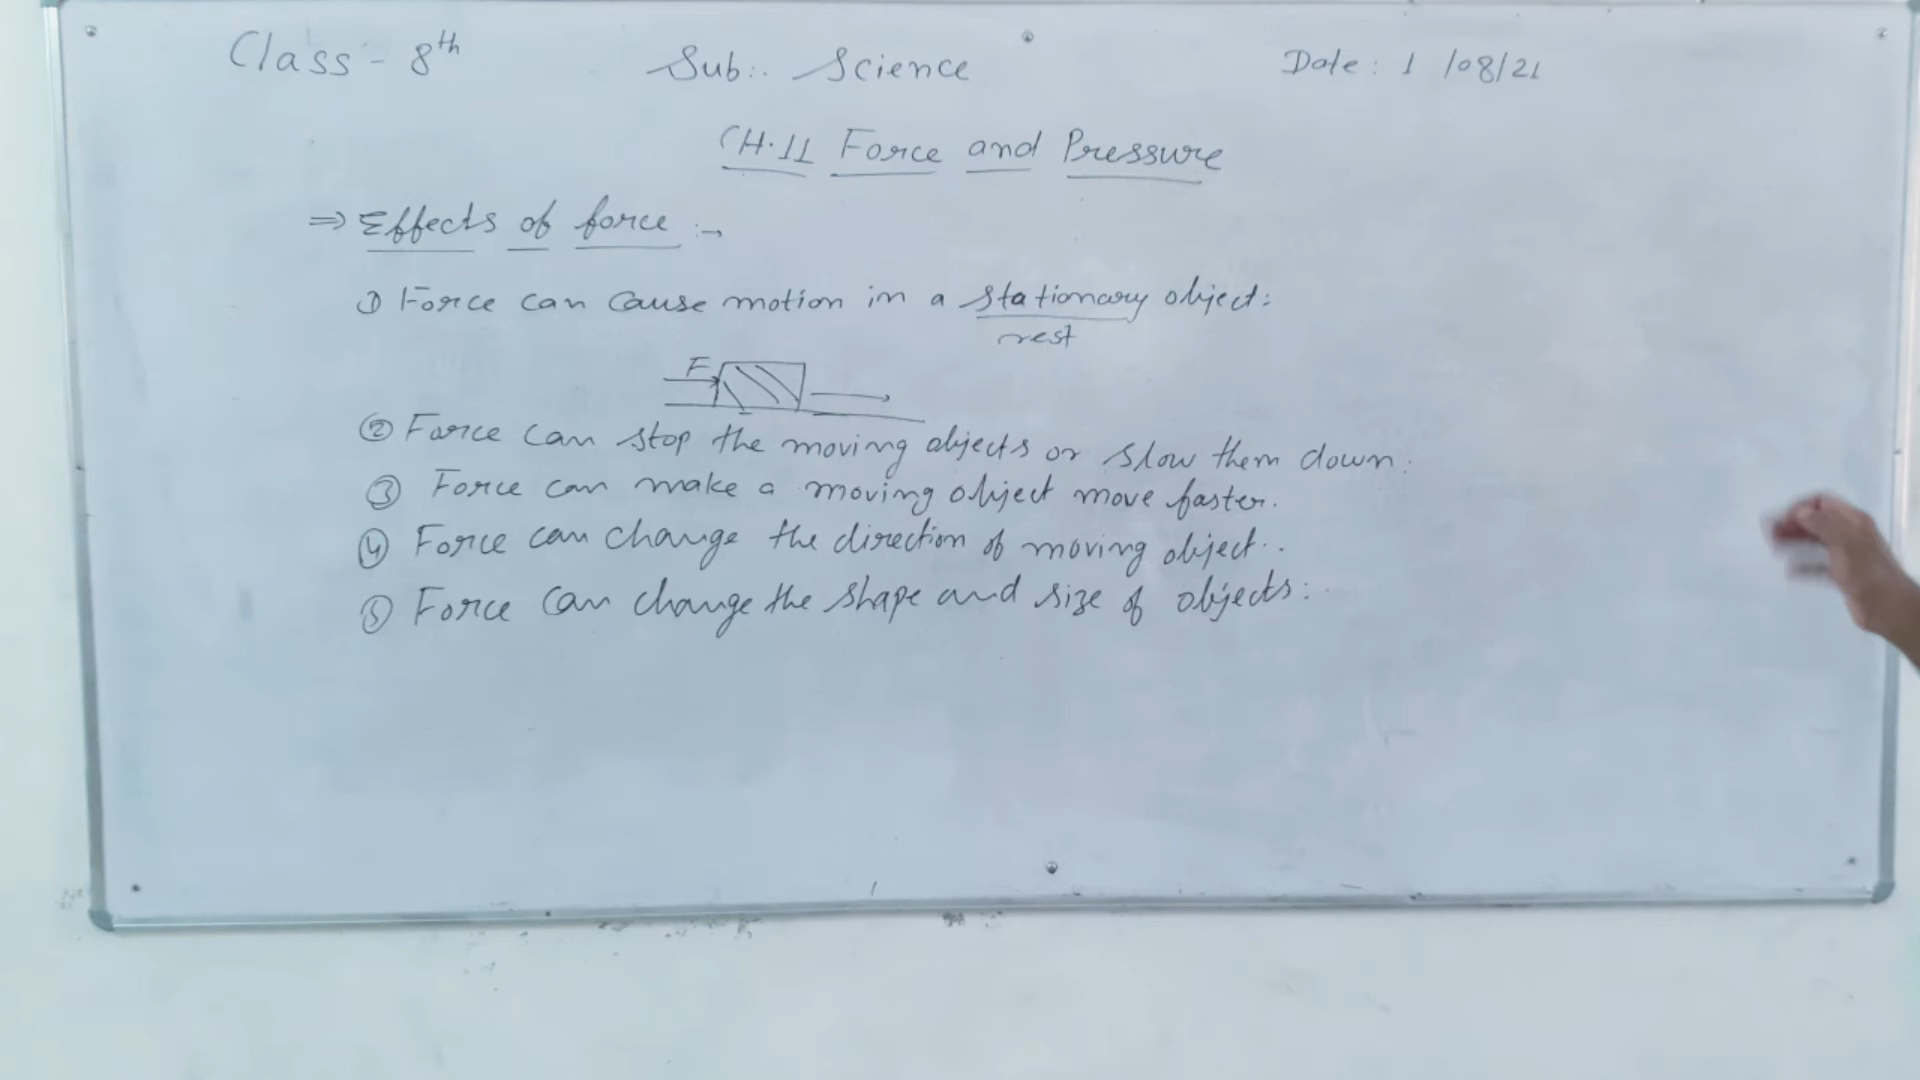 Class - 8th Sub:. Science Date : 1 /08/21
CH.11 Force and Pressure
⇒ Effects of force :→
① Force can cause motion in a stationary object:
rest
F
② Force can stop the moving objects or slow them down.
③ Force can make a moving object move faster.
④ Force can change the direction of moving object..
⑤ Force can change the shape and size of objects: